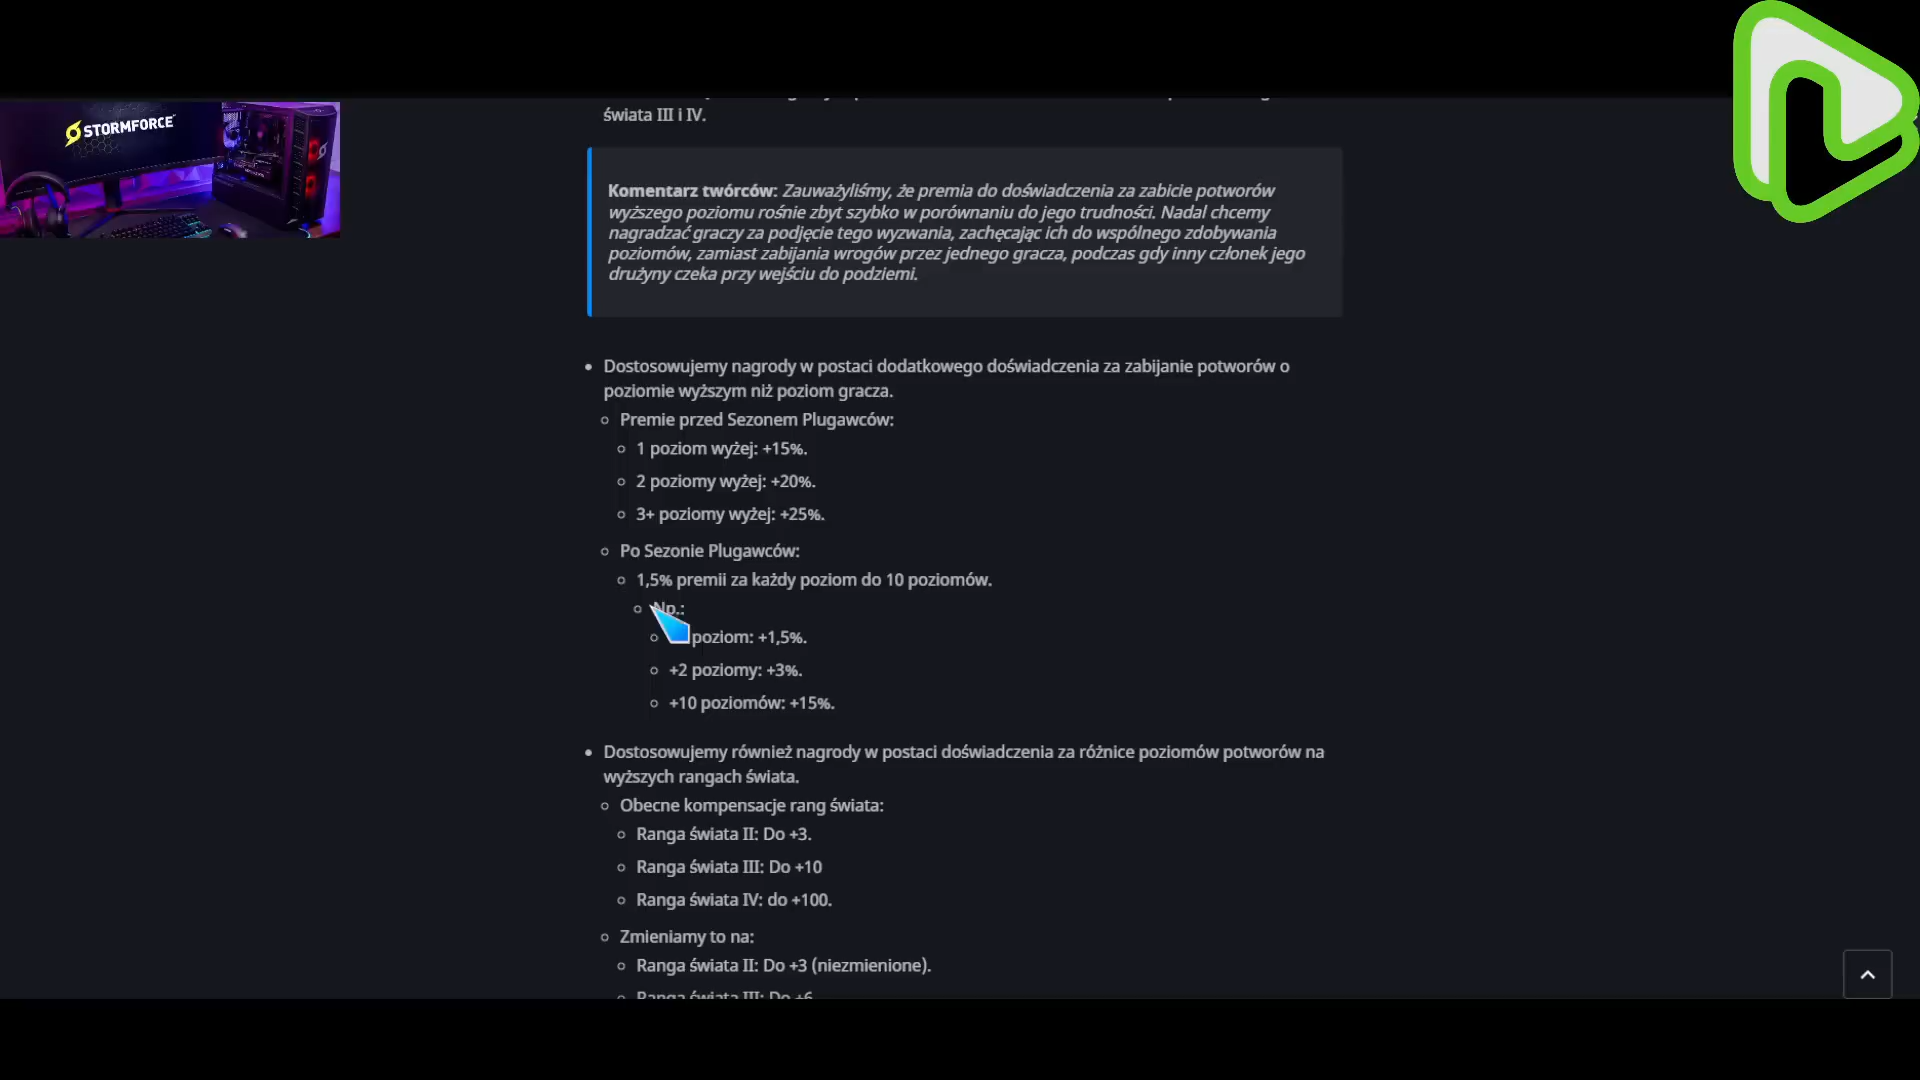 STORMFORCE
świata III i IV.
Komentarz twórców: Zauważyliśmy, że premia do doświadczenia za zabicie potworów
wyższego poziomu rośnie zbyt szybko w porównaniu do jego trudności. Nadal chcemy
nagradzać graczy za podjęcie tego wyzwania, zachęcając ich do wspólnego zdobywania
poziomów, zamiast zabijania wrogów przez jednego gracza, podczas gdy inny członek jego
drużyny czeka przy wejściu do podziemi.
Dostosowujemy nagrody w postaci dodatkowego doświadczenia za zabijanie potworów o
poziomie wyższym niż poziom gracza.
Premie przed Sezonem Plugawców:
1 poziom wyżej: +15%.
2 poziomy wyżej: +20%.
3+ poziomy wyżej: +25%.
Po Sezonie Plugawców:
1,5% premii za każdy poziom do 10 poziomów.
Np.:
poziom: +1,5%.
+2 poziomy: +3%.
+10 poziomów: +15%.
Dostosowujemy również nagrody w postaci doświadczenia za różnice poziomów potworów na
wyższych rangach świata.
Obecne kompensacje rang świata:
Ranga świata II: Do +3.
Ranga świata III: Do +10
Ranga świata IV: do +100.
Zmieniamy to na:
Ranga świata II: Do +3 (niezmienione).
Ranga świata III: Do +6